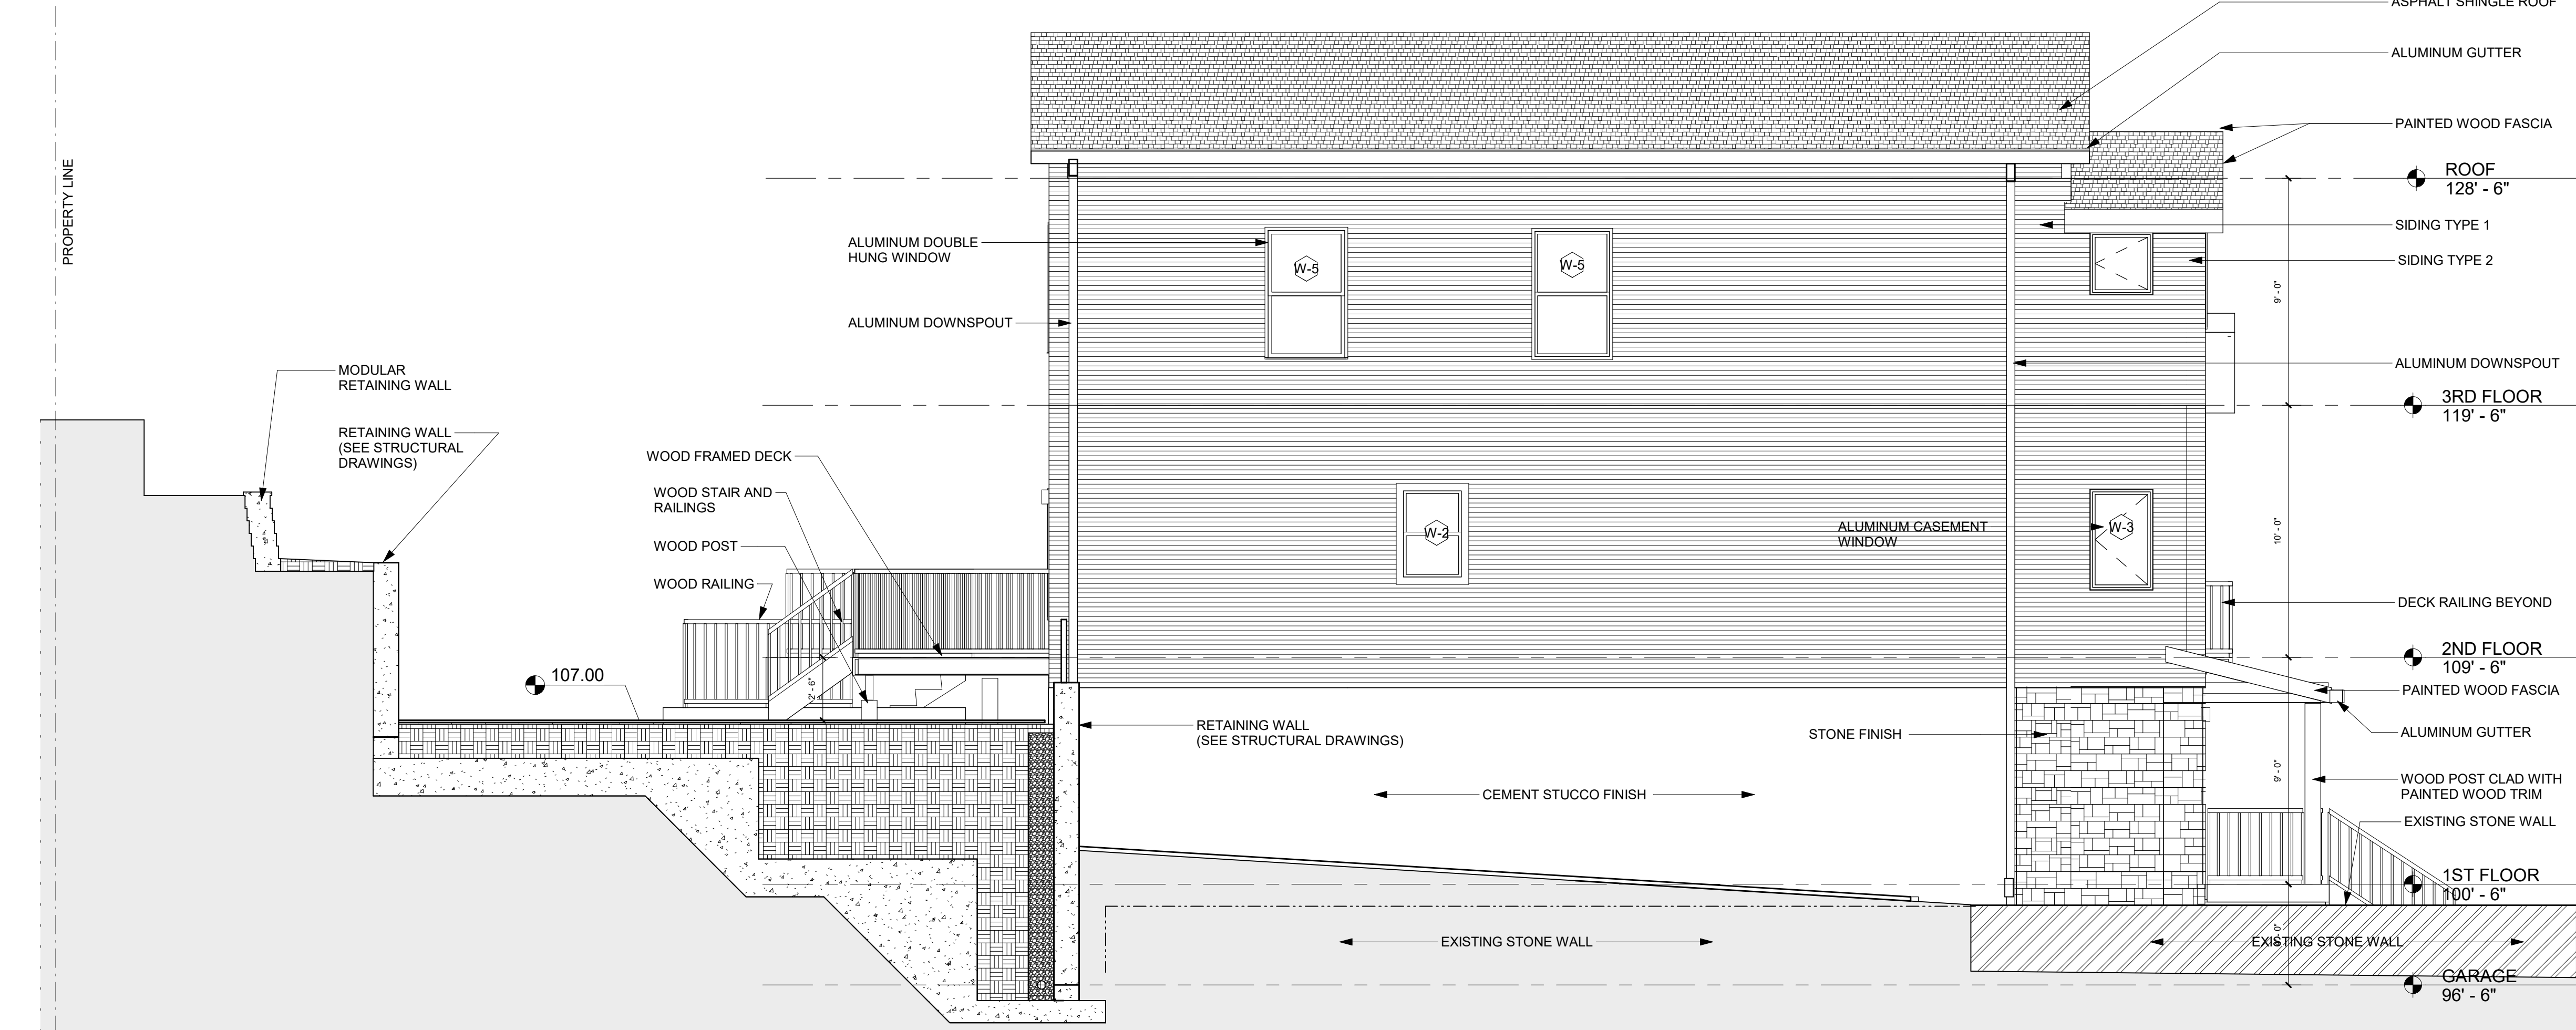 ASPHALT SHINGLE ROOF
ALUMINUM GUTTER
PAINTED WOOD FASCIA
ROOF
128' - 6"
PROPERTY LINE
SIDING TYPE 1
ALUMINUM DOUBLE
HUNG WINDOW
W-5
W-5
SIDING TYPE 2
9' - 0"
ALUMINUM DOWNSPOUT
ALUMINUM DOWNSPOUT
MODULAR
RETAINING WALL
3RD FLOOR
119' - 6"
RETAINING WALL
(SEE STRUCTURAL
DRAWINGS)
WOOD FRAMED DECK
WOOD STAIR AND
RAILINGS
W-2
ALUMINUM CASEMENT
WINDOW
W-3
10' - 0"
WOOD POST
WOOD RAILING
DECK RAILING BEYOND
2ND FLOOR
109' - 6"
107.00
2' - 6"
PAINTED WOOD FASCIA
RETAINING WALL
(SEE STRUCTURAL DRAWINGS)
STONE FINISH
ALUMINUM GUTTER
9' - 0"
WOOD POST CLAD WITH
PAINTED WOOD TRIM
CEMENT STUCCO FINISH
EXISTING STONE WALL
1ST FLOOR
100' - 6"
EXISTING STONE WALL
EXISTING STONE WALL
GARAGE
96' - 6"